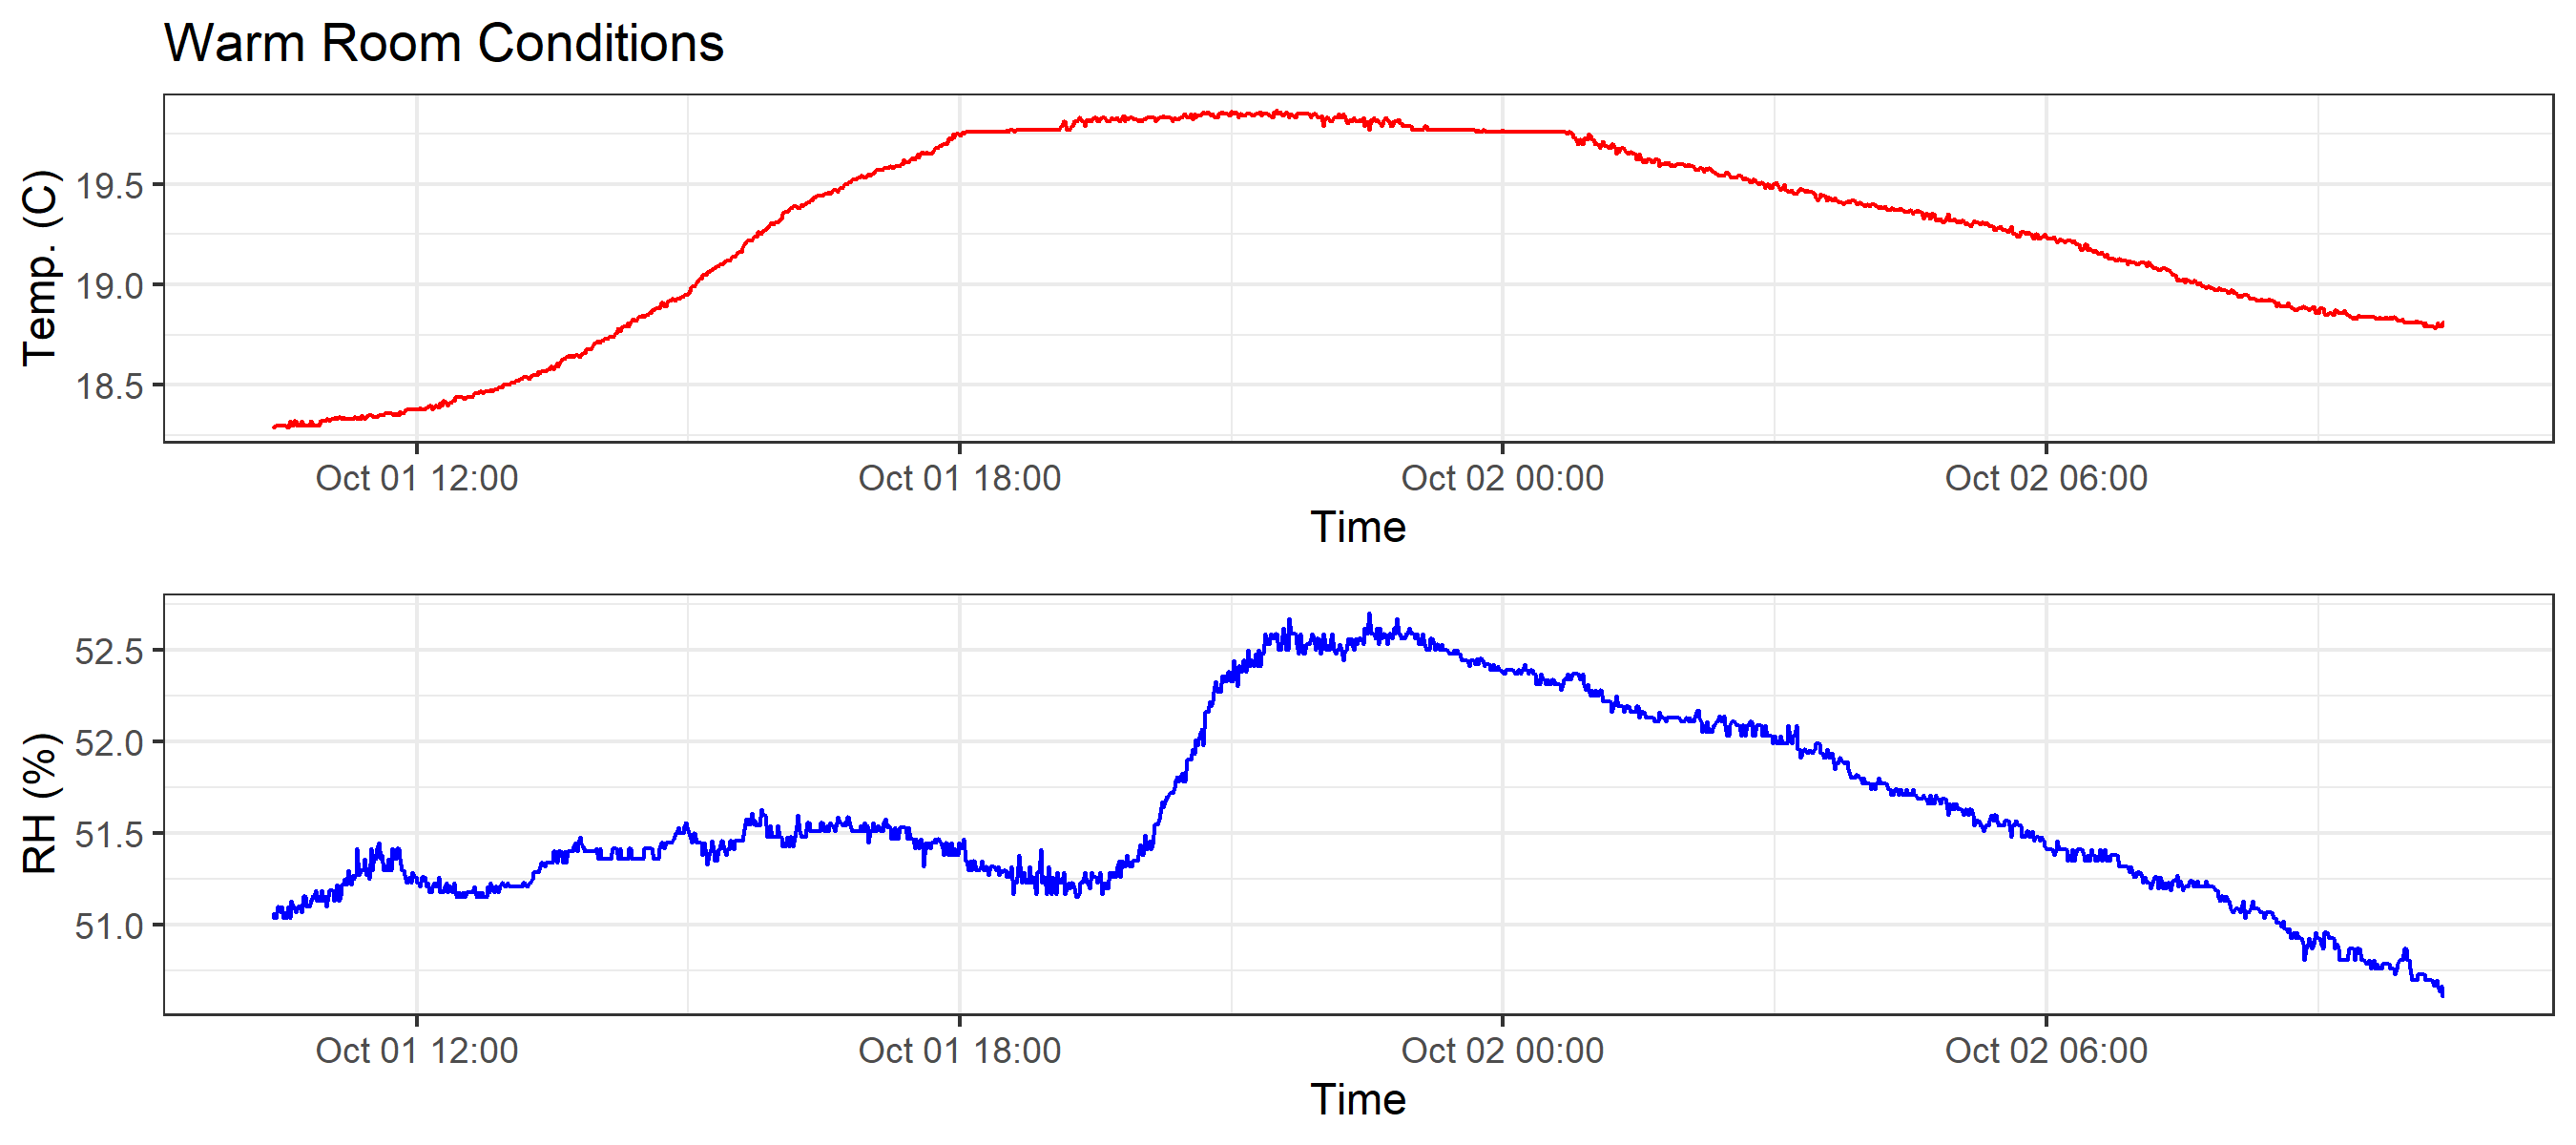 Warm Room Conditions
Temp. (C)
19.5
19.0
18.5
Oct 01 12:00 Oct 01 18:00 Oct 02 00:00 Oct 02 06:00
Time
RH (%)
52.5
52.0
51.5
51.0
Oct 01 12:00 Oct 01 18:00 Oct 02 00:00 Oct 02 06:00
Time